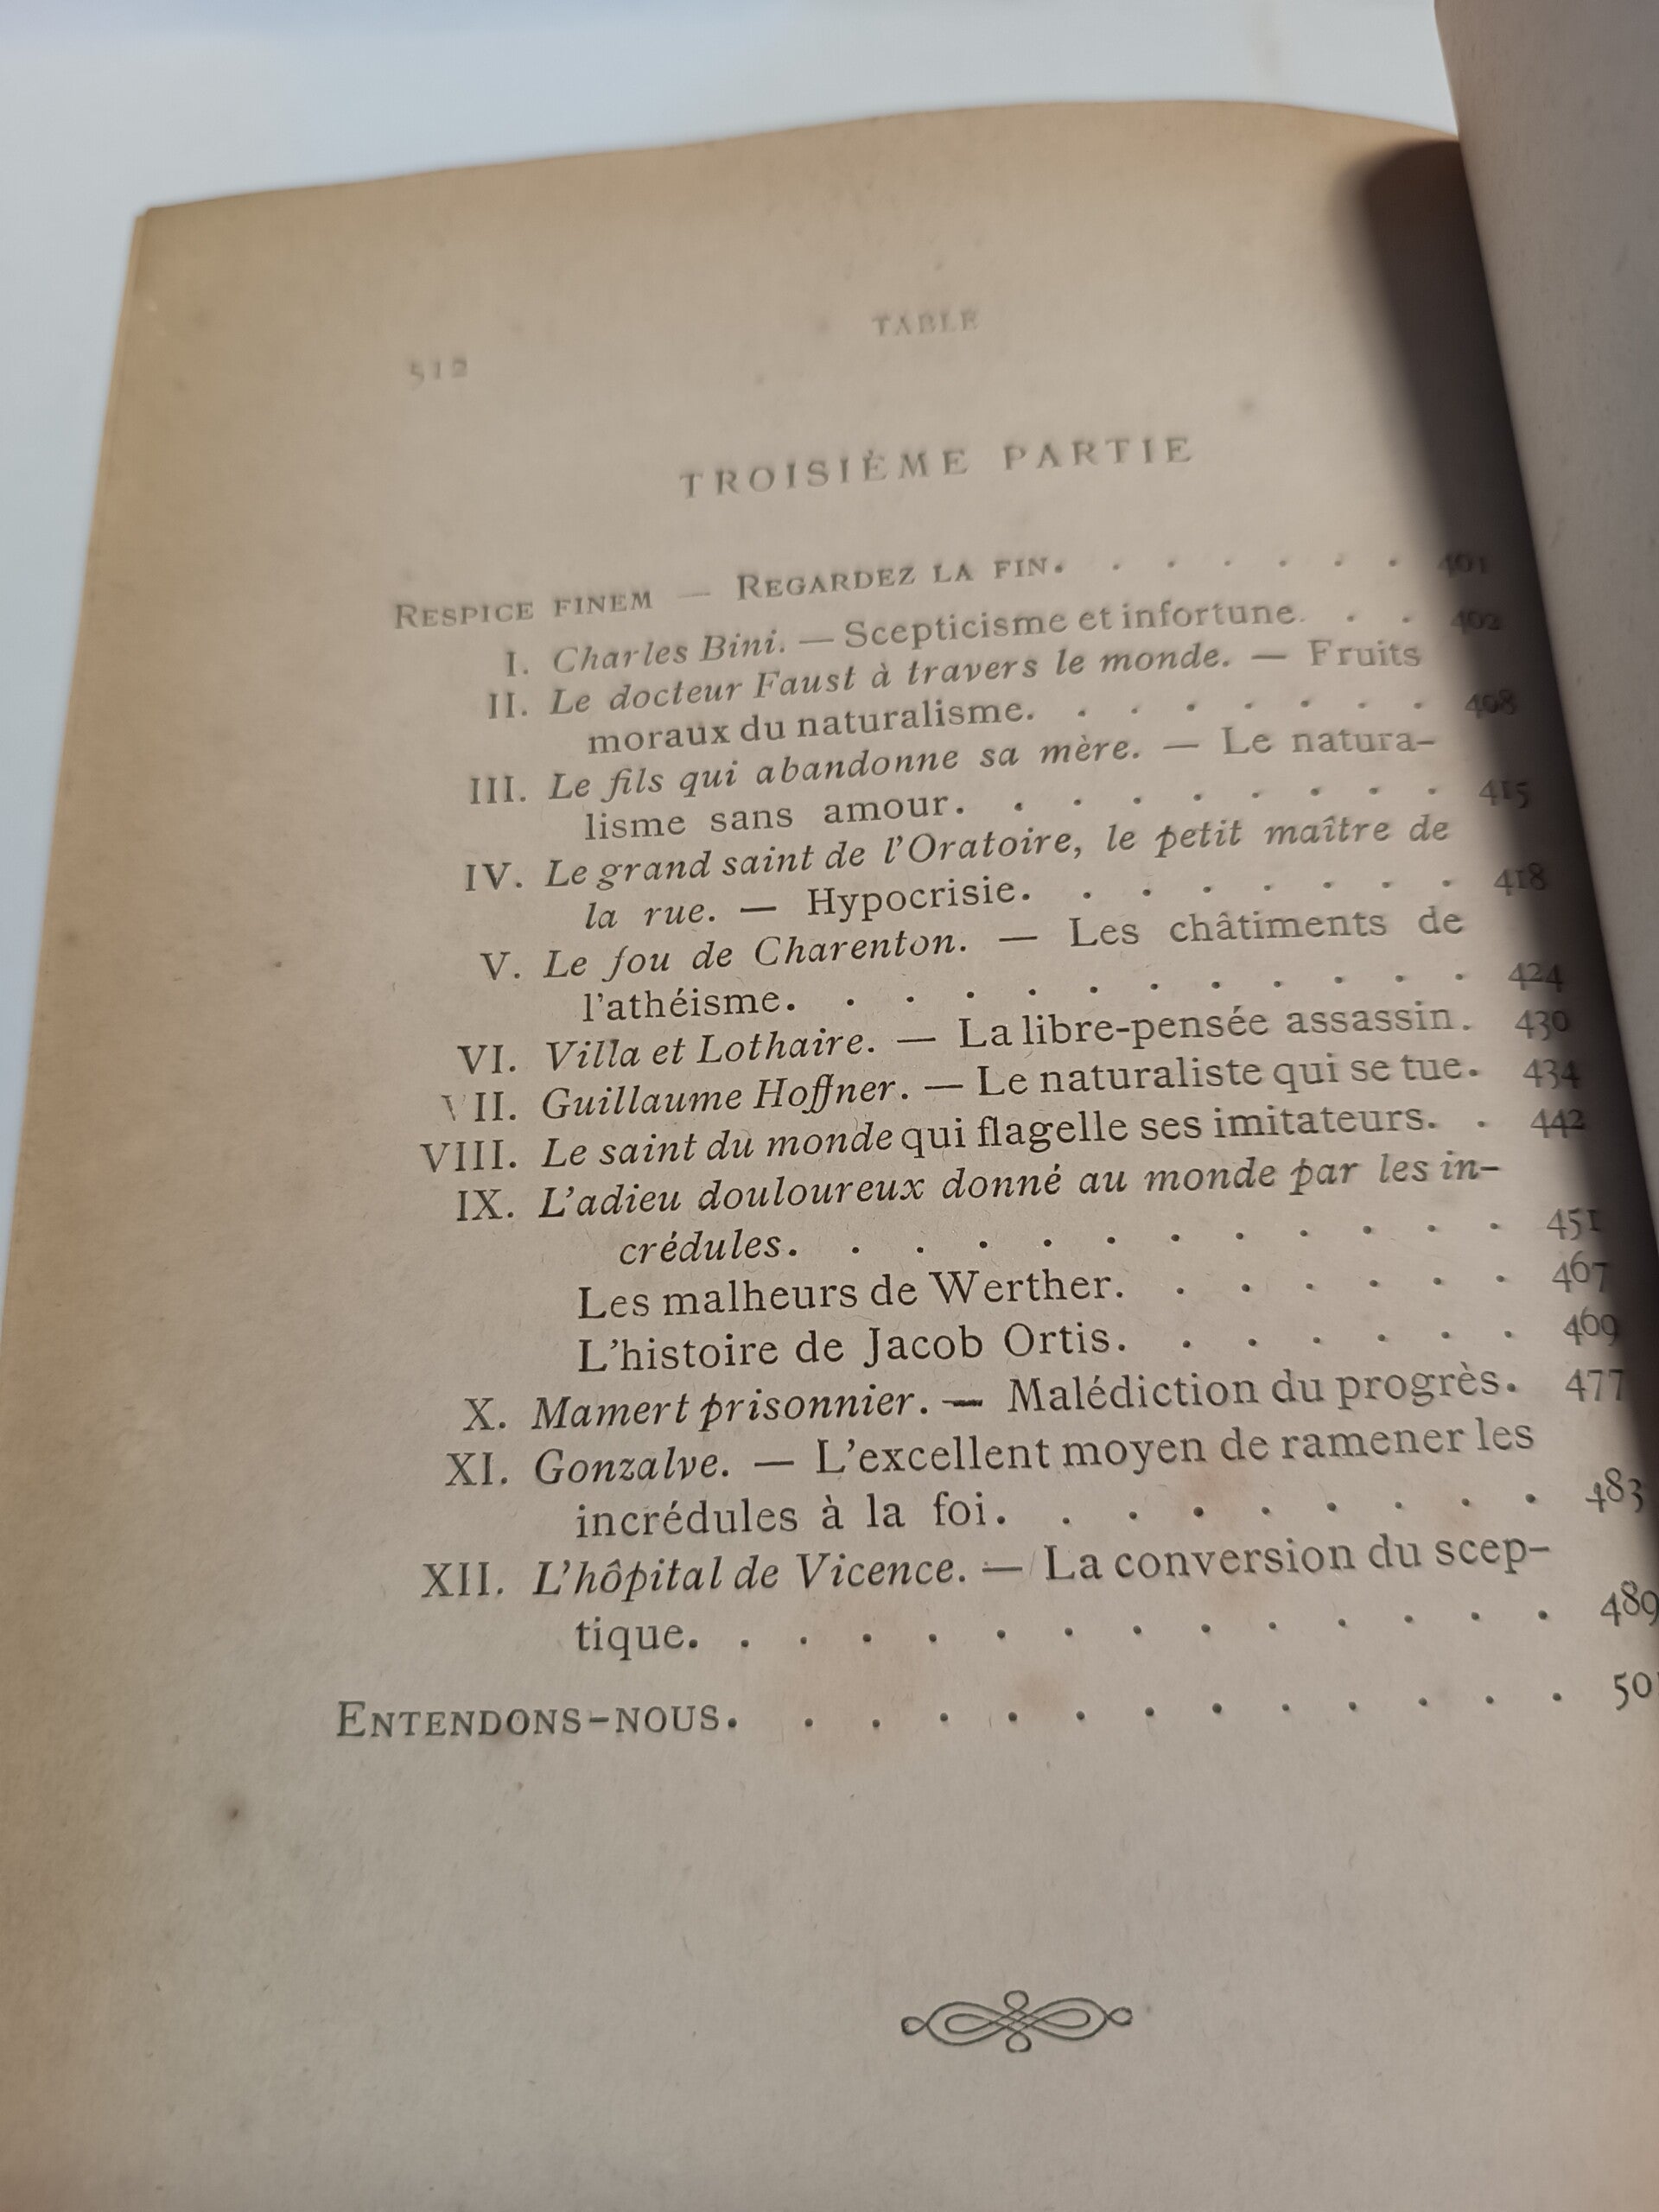 TABLE
512
TROISIÈME PARTIE
RESPICE FINEM — REGARDEZ LA FIN. . . . . . . 401
I. Charles Bini. — Scepticisme et infortune. . . 402
II. Le docteur Faust à travers le monde. — Fruits
moraux du naturalisme. . . . . . . . 408
III. Le fils qui abandonne sa mère. — Le natura-
lisme sans amour. . . . . . . . . 415
IV. Le grand saint de l'Oratoire, le petit maître de
la rue. — Hypocrisie. . . . . . . . 418
V. Le fou de Charenton. — Les châtiments de
l'athéisme. . . . . . . . . . . . 424
VI. Villa et Lothaire. — La libre-pensée assassin. 430
VII. Guillaume Hoffner. — Le naturaliste qui se tue. 434
VIII. Le saint du monde qui flagelle ses imitateurs. . 442
IX. L'adieu douloureux donné au monde par les in-
crédules. . . . . . . . . . . . 451
Les malheurs de Werther. . . . . . . 467
L'histoire de Jacob Ortis. . . . . . . 469
X. Mamert prisonnier. — Malédiction du progrès. 477
XI. Gonzalve. — L'excellent moyen de ramener les
incrédules à la foi. . . . . . . . . 483
XII. L'hôpital de Vicence. — La conversion du scep-
tique. . . . . . . . . . . . . . 489
ENTENDONS-NOUS. . . . . . . . . . . . .